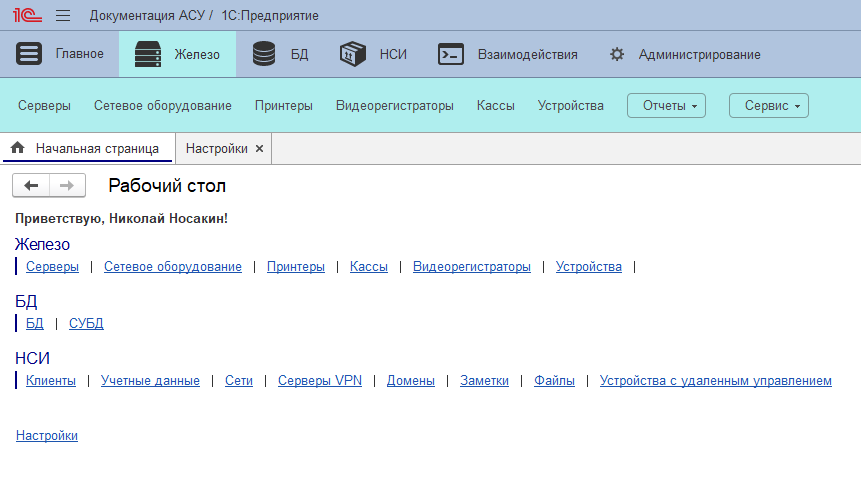 1С Документация АСУ / 1С:Предприятие
Главное Железо БД НСИ Взаимодействия Администрирование
Серверы Сетевое оборудование Принтеры Видеорегистраторы Кассы Устройства Отчеты Сервис
Начальная страница Настройки ×
Рабочий стол
Приветствую, Николай Носакин!
Железо
Серверы | Сетевое оборудование | Принтеры | Кассы | Видеорегистраторы | Устройства |
БД
БД | СУБД
НСИ
Клиенты | Учетные данные | Сети | Серверы VPN | Домены | Заметки | Файлы | Устройства с удаленным управлением
Настройки